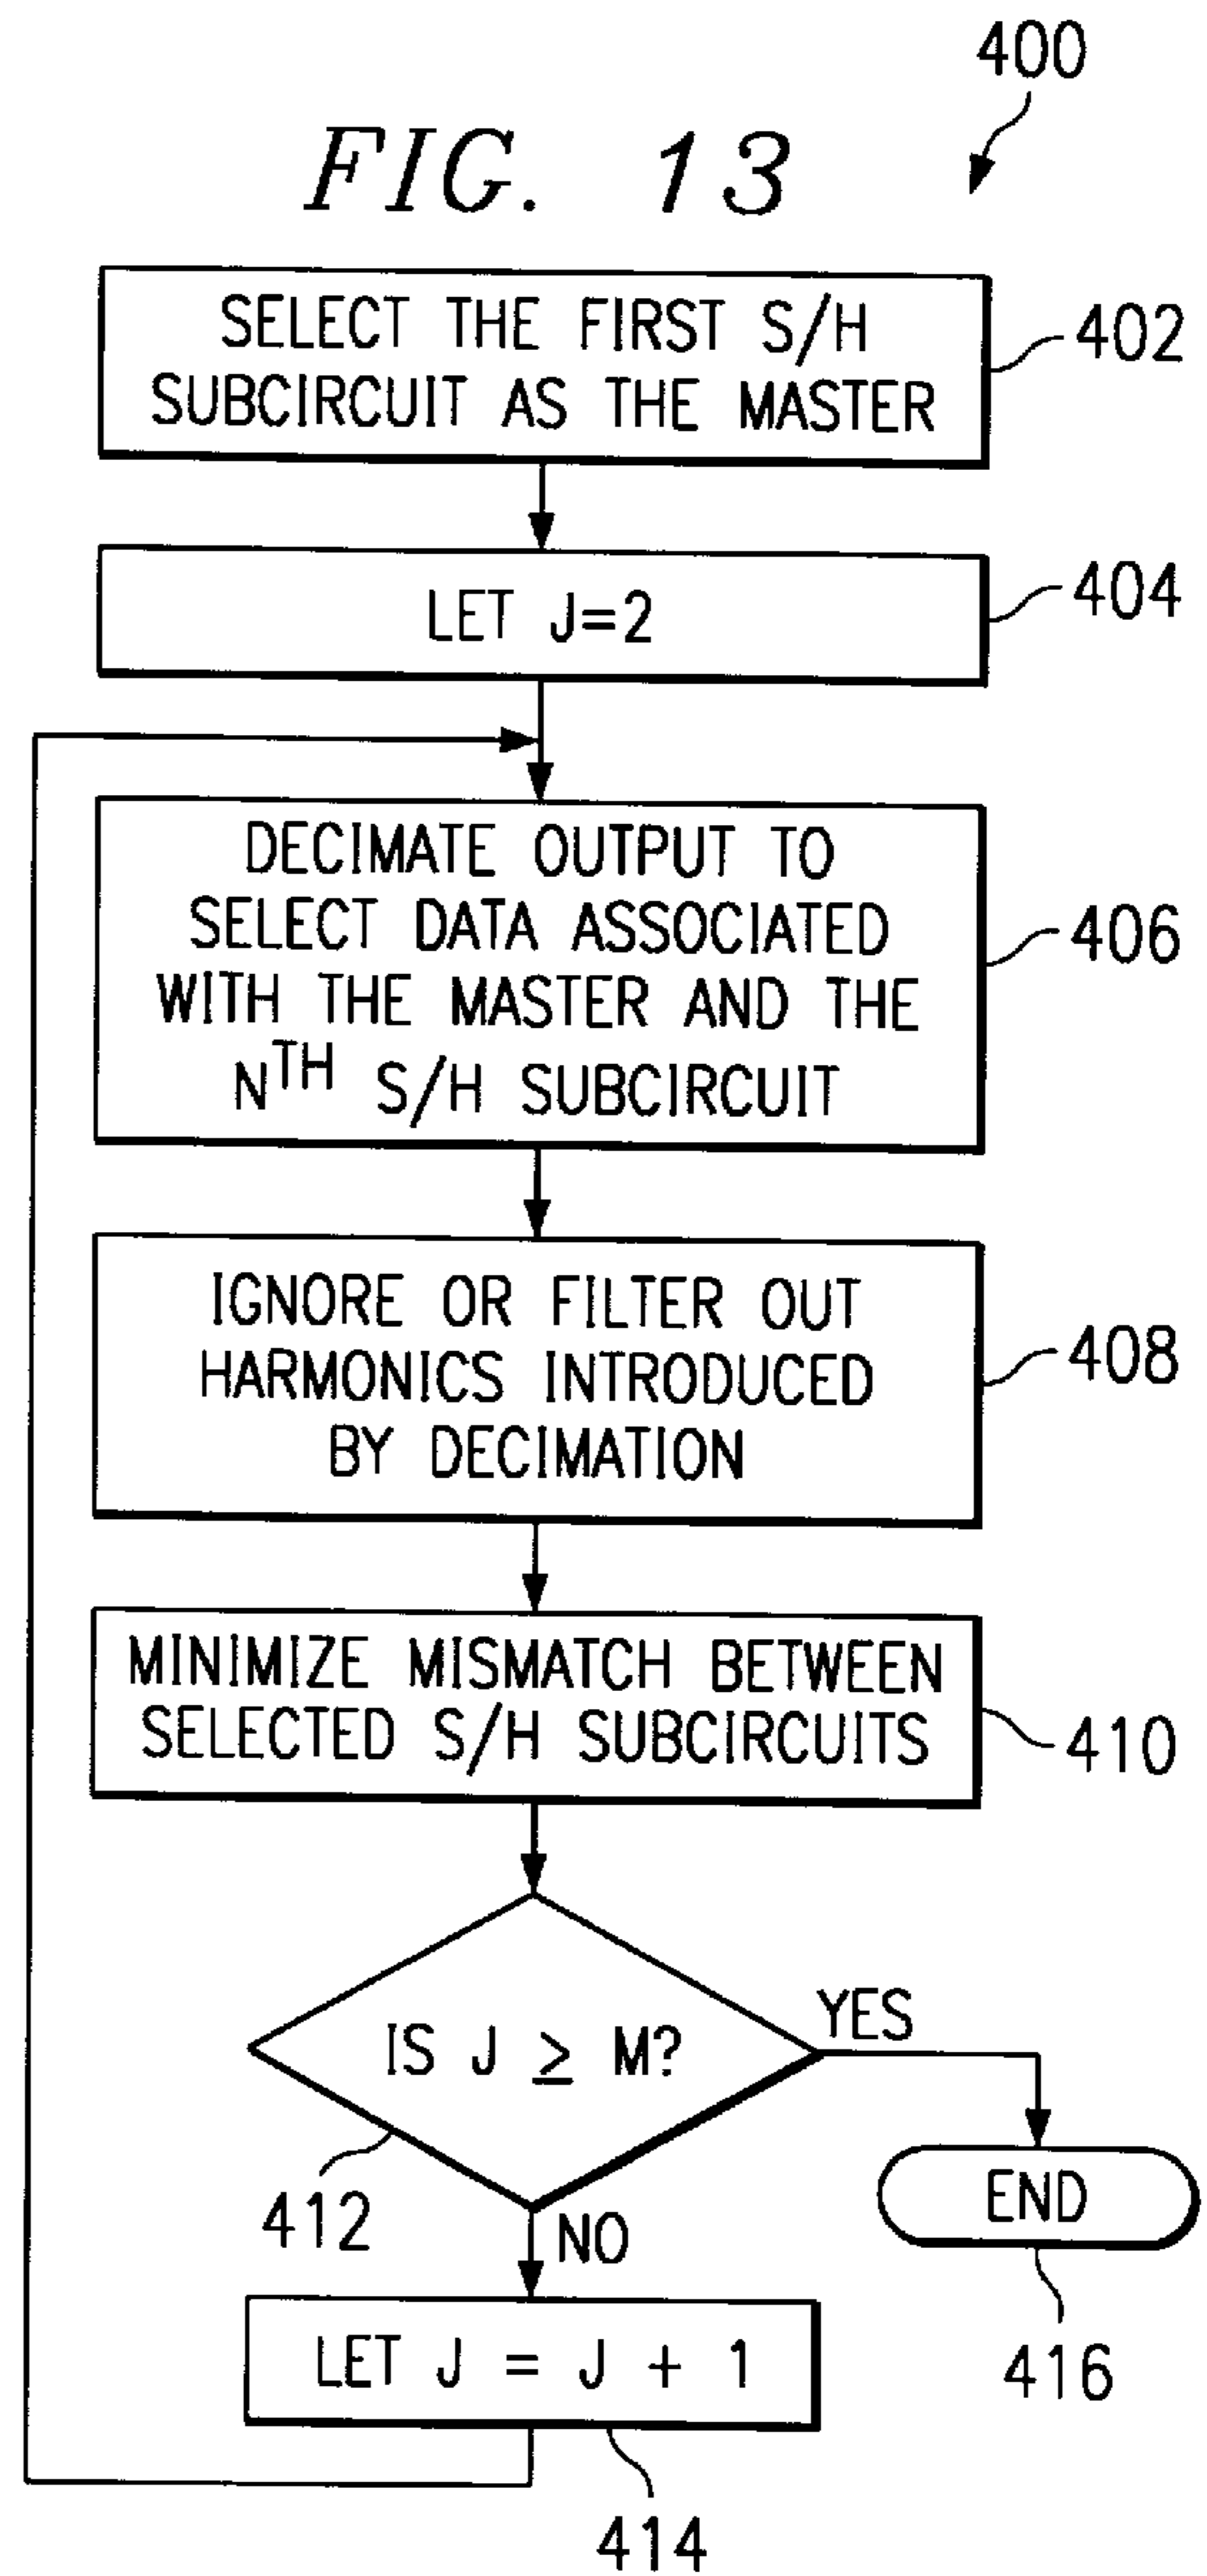 400
FIG. 13
SELECT THE FIRST S/H
SUBCIRCUIT AS THE MASTER
402
LET J=2
404
DECIMATE OUTPUT TO
SELECT DATA ASSOCIATED
WITH THE MASTER AND THE
NTH S/H SUBCIRCUIT
406
IGNORE OR FILTER OUT
HARMONICS INTRODUCED
BY DECIMATION
408
MINIMIZE MISMATCH BETWEEN
SELECTED S/H SUBCIRCUITS
410
IS J ≥ M?
YES
412
NO
END
416
LET J = J + 1
414